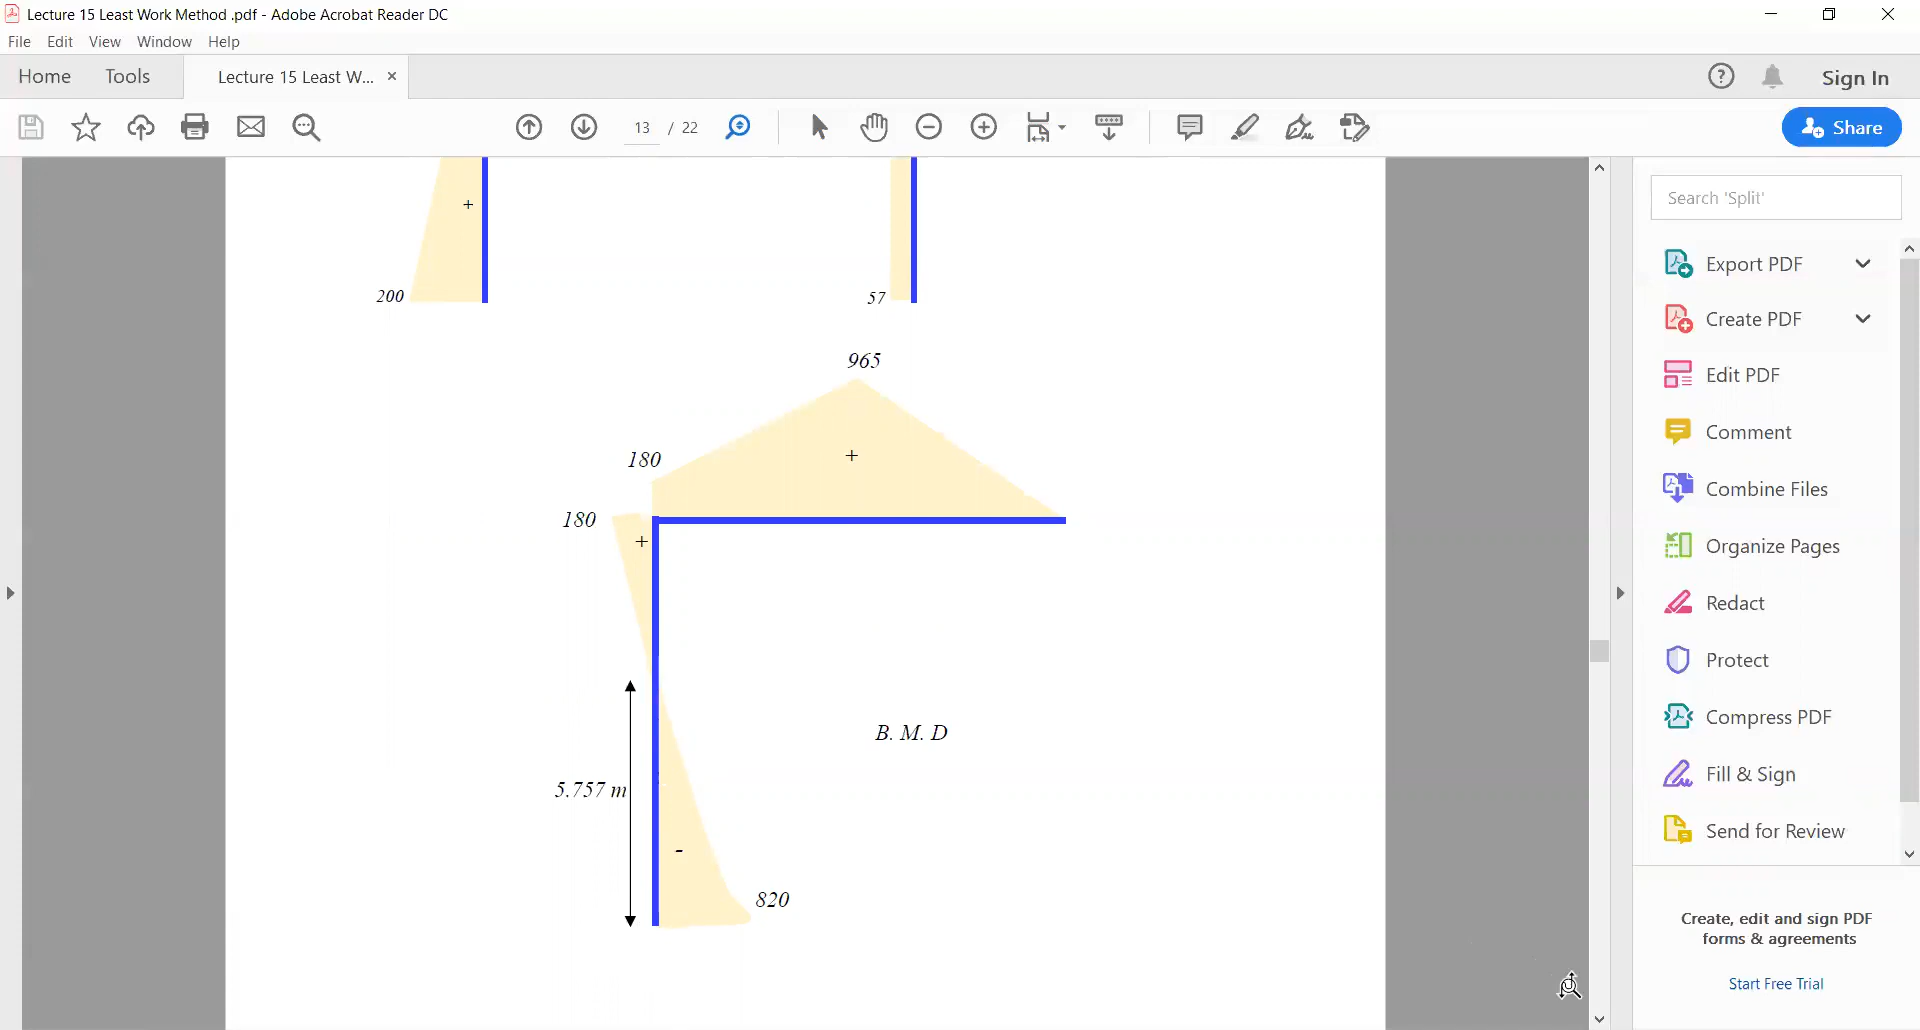 Lecture 15 Least Work Method .pdf - Adobe Acrobat Reader DC
File Edit View Window Help
Home Tools Lecture 15 Least W... × ? Sign In
13 / 22 Share
Search 'Split'
+
200 57
Export PDF
Create PDF
965
Edit PDF
Comment
180 +
Combine Files
180
+
Organize Pages
Redact
Protect
Compress PDF
B. M. D
5.757 m
Fill & Sign
Send for Review
-
820
Create, edit and sign PDF
forms & agreements
Start Free Trial